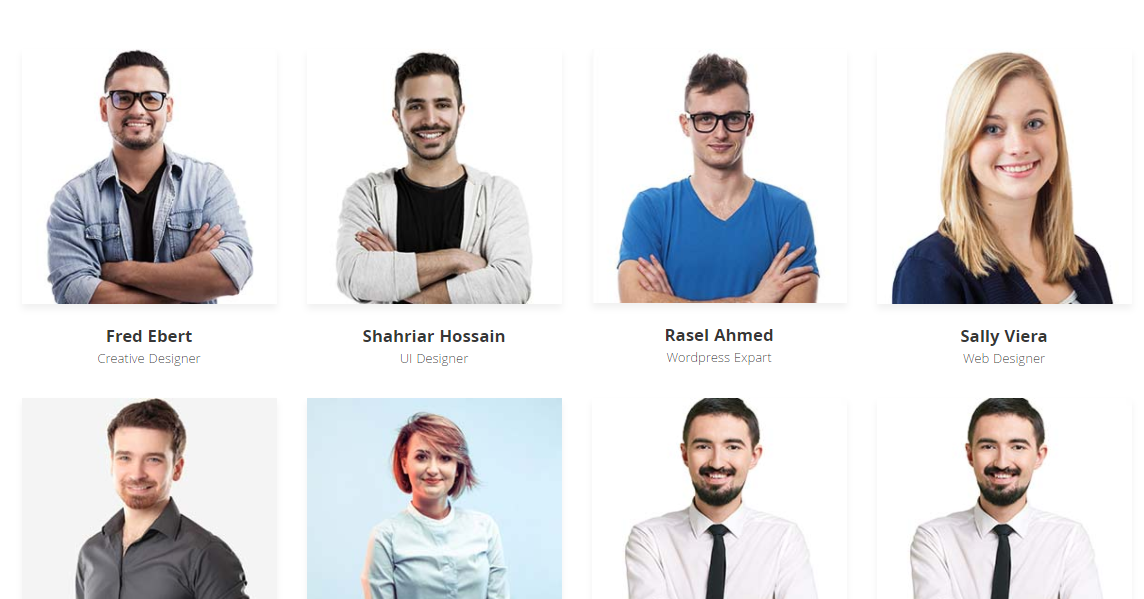 Fred Ebert
Creative Designer
Shahriar Hossain
UI Designer
Rasel Ahmed
Wordpress Expart
Sally Viera
Web Designer